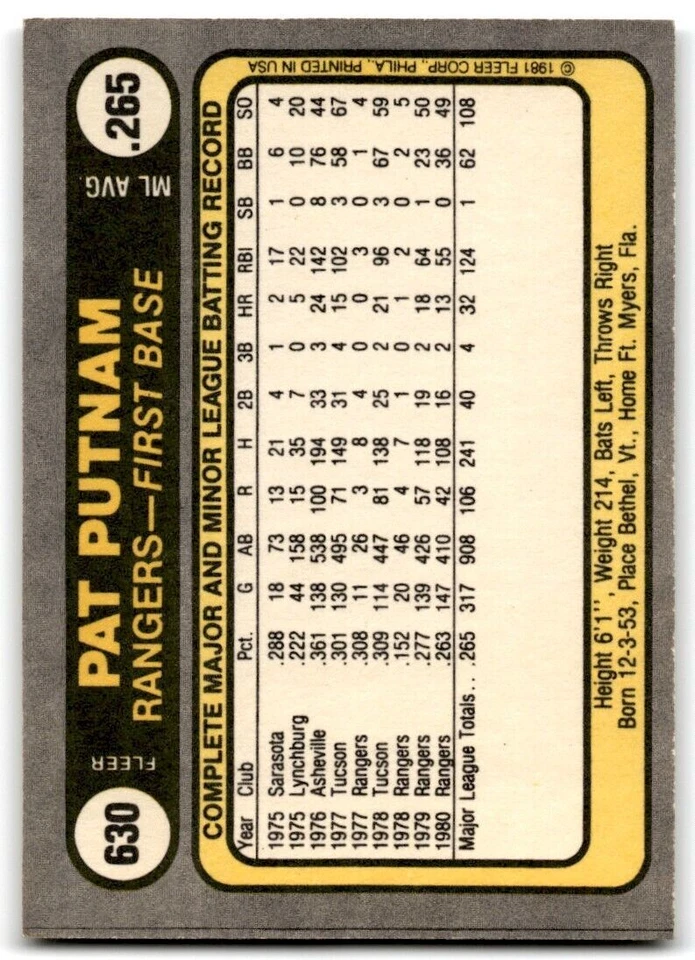 630
FLEER
PAT PUTNAM
RANGERS—FIRST BASE
ML AVG.
.265
COMPLETE MAJOR AND MINOR LEAGUE BATTING RECORD
Year Club Pct. G AB R H 2B 3B HR RBI SB BB SO
1975 Sarasota .288 18 73 13 21 4 1 2 17 1 6 4
1975 Lynchburg .222 44 158 15 35 7 0 5 22 0 10 20
1976 Asheville .361 138 538 100 194 33 3 24 142 8 76 44
1977 Tucson .301 130 495 71 149 31 4 15 102 3 58 67
1977 Rangers .308 11 26 3 8 4 0 0 3 0 1 4
1978 Tucson .309 114 447 81 138 25 2 21 96 3 67 59
1978 Rangers .152 20 46 4 7 1 0 1 2 0 2 5
1979 Rangers .277 139 426 57 118 19 2 18 64 1 23 50
1980 Rangers .263 147 410 42 108 16 2 13 55 0 36 49
Major League Totals. . .265 317 908 106 241 40 4 32 124 1 62 108
© 1981 FLEER CORP., PHILA., PRINTED IN USA
Height 6'1'', Weight 214, Bats Left, Throws Right
Born 12-3-53, Place Bethel, Vt., Home Ft. Myers, Fla.